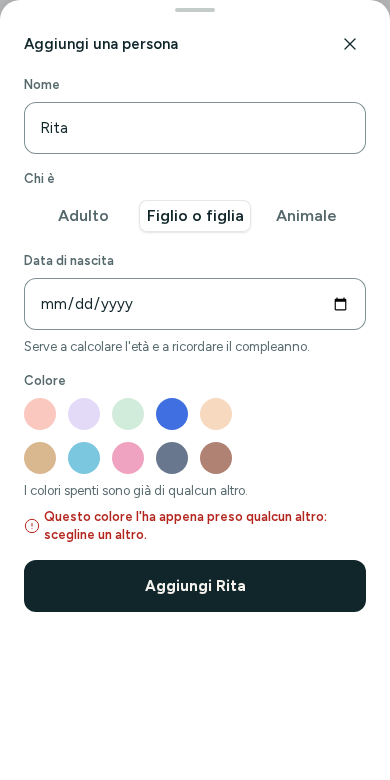 Aggiungi una persona
Nome
Rita
Chi è
Adulto
Figlio o figlia
Animale
Data di nascita
mm/dd/yyyy
Serve a calcolare l'età e a ricordare il compleanno.
Colore
I colori spenti sono già di qualcun altro.
Questo colore l'ha appena preso qualcun altro:
scegline un altro.
Aggiungi Rita